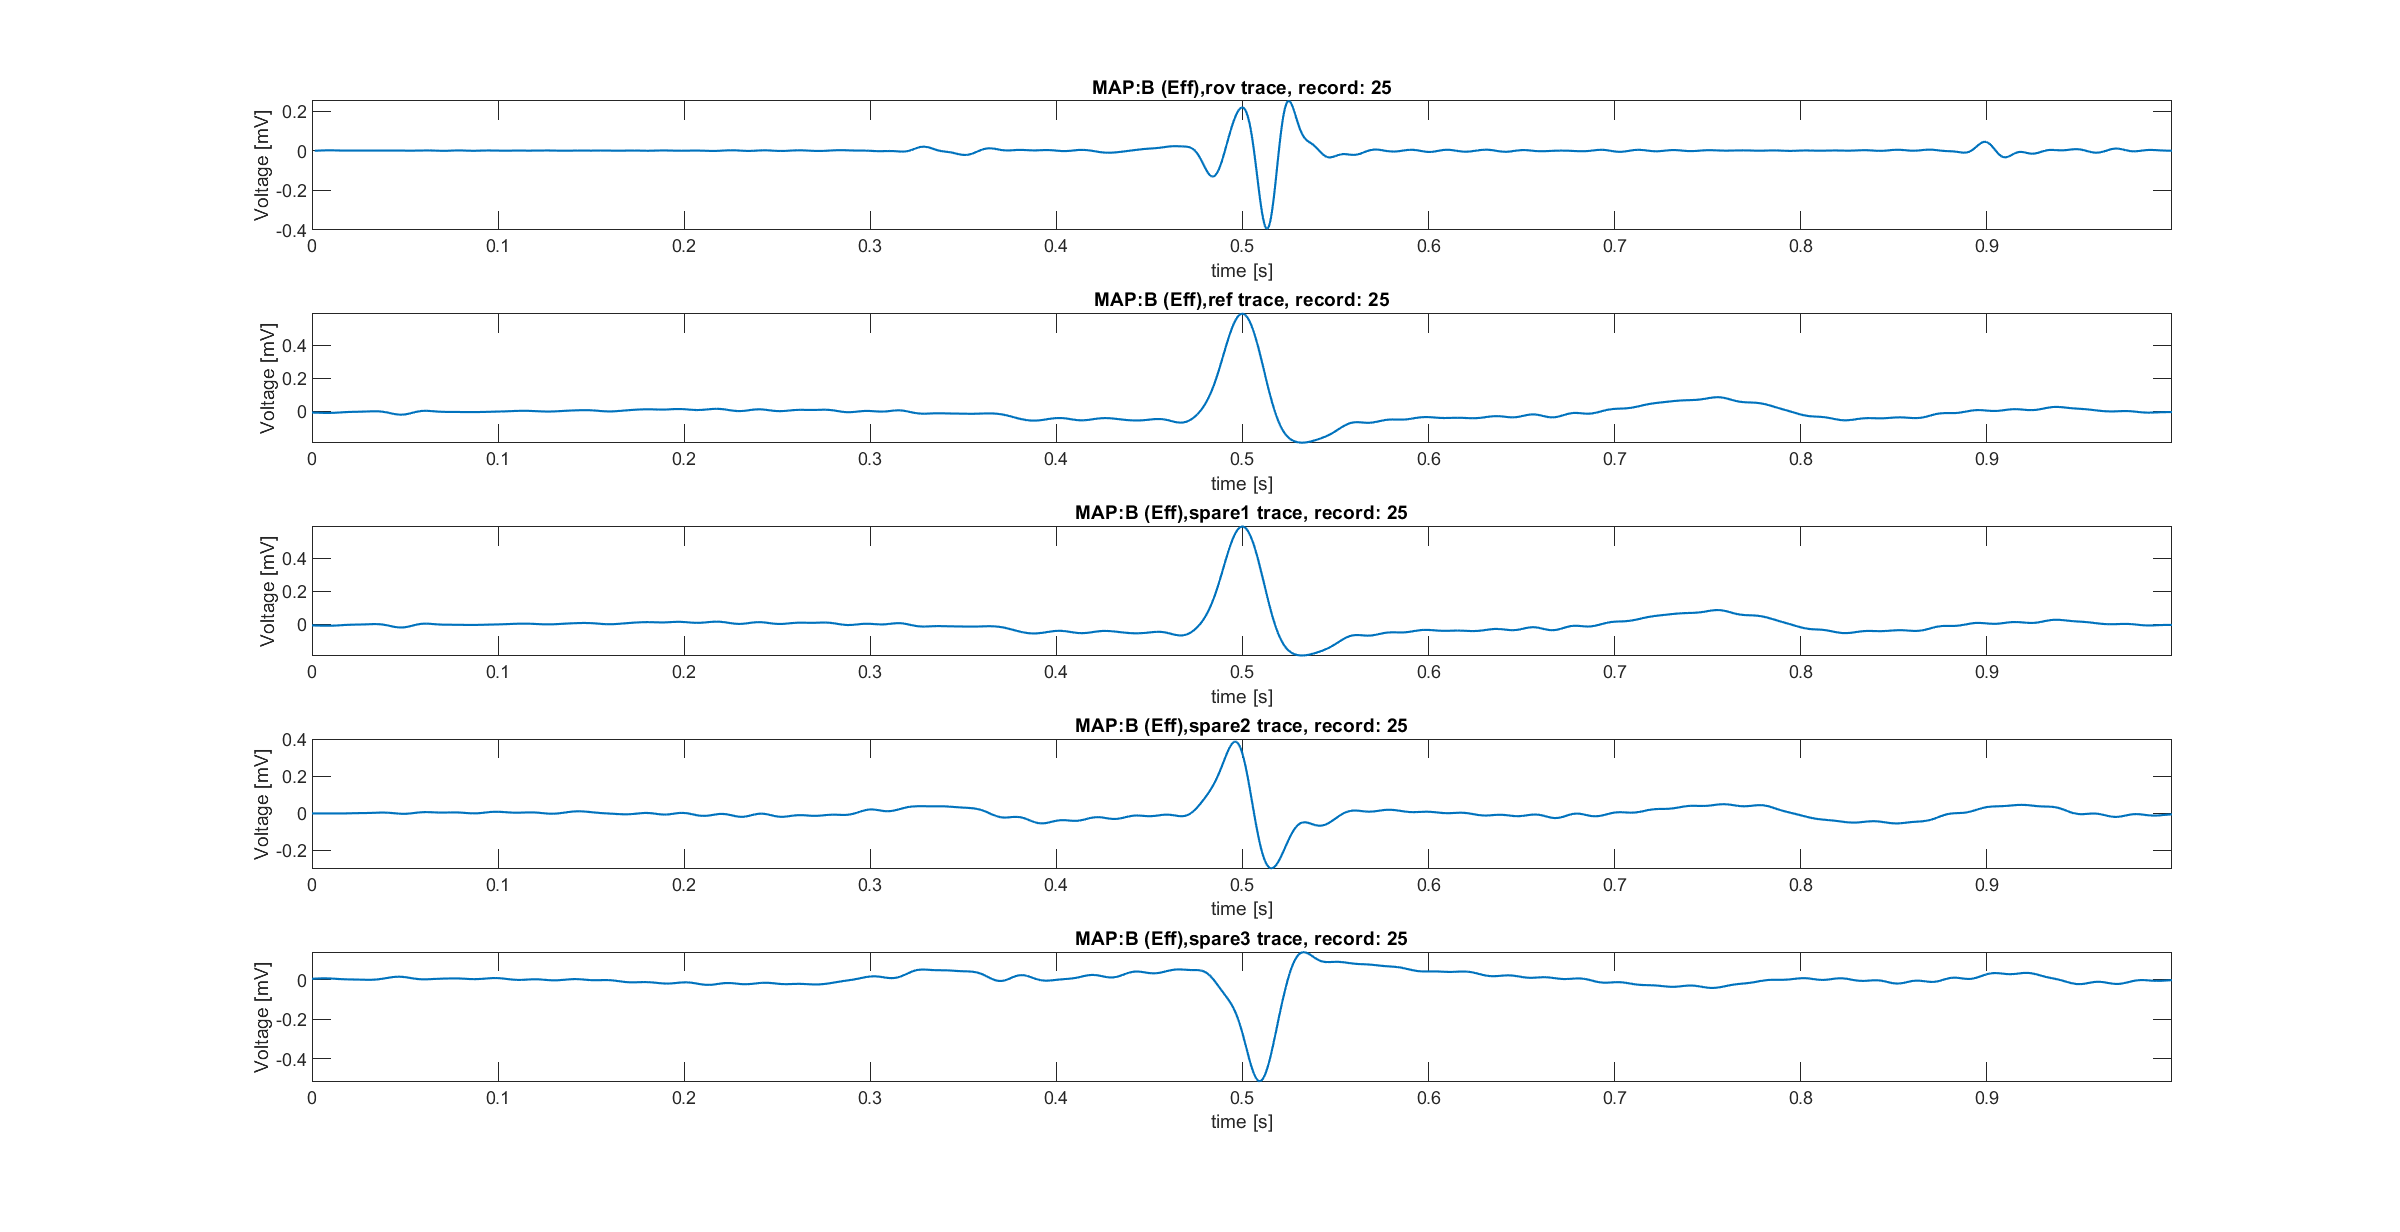 MAP:B (Eff),rov trace, record: 25
Voltage [mV]
0.2
0
-0.2
-0.4
0 0.1 0.2 0.3 0.4 0.5 0.6 0.7 0.8 0.9
time [s]
MAP:B (Eff),ref trace, record: 25
Voltage [mV]
0.4
0.2
0
0 0.1 0.2 0.3 0.4 0.5 0.6 0.7 0.8 0.9
time [s]
MAP:B (Eff),spare1 trace, record: 25
Voltage [mV]
0.4
0.2
0
0 0.1 0.2 0.3 0.4 0.5 0.6 0.7 0.8 0.9
time [s]
MAP:B (Eff),spare2 trace, record: 25
Voltage [mV]
0.4
0.2
0
-0.2
0 0.1 0.2 0.3 0.4 0.5 0.6 0.7 0.8 0.9
time [s]
MAP:B (Eff),spare3 trace, record: 25
Voltage [mV]
0
-0.2
-0.4
0 0.1 0.2 0.3 0.4 0.5 0.6 0.7 0.8 0.9
time [s]